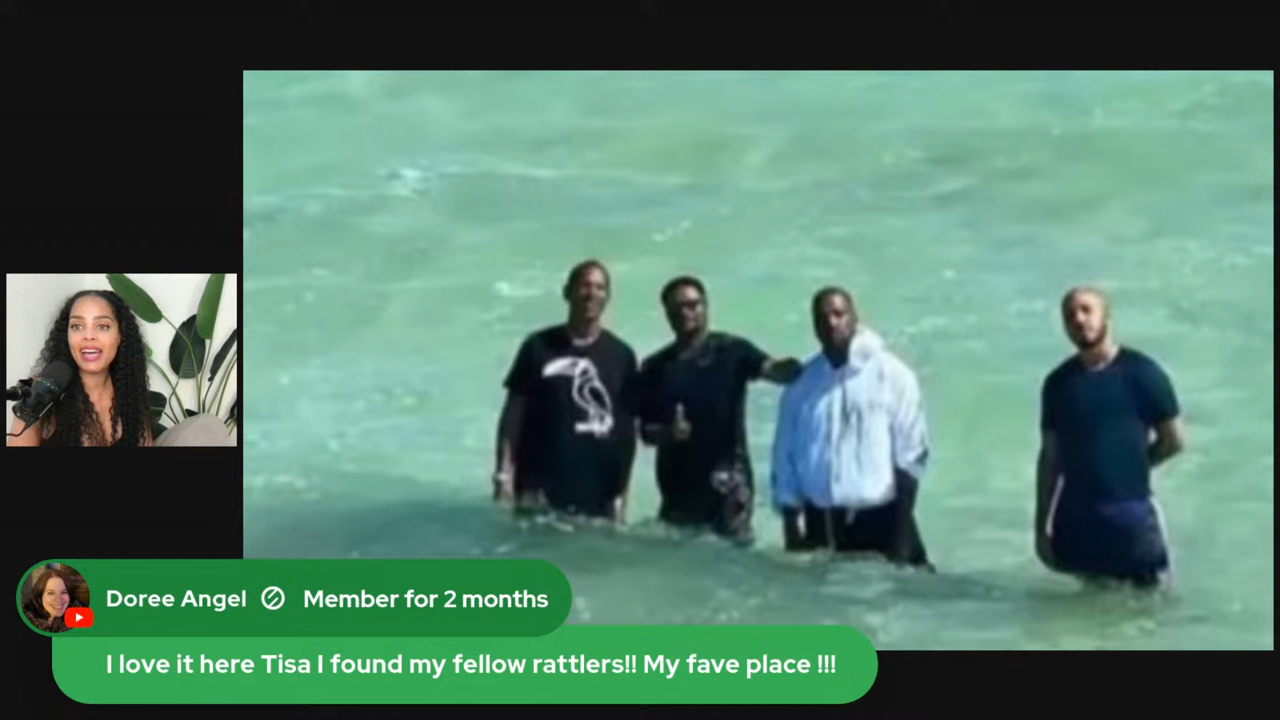 Doree Angel Member for 2 months
I love it here Tisa I found my fellow rattlers!! My fave place !!!